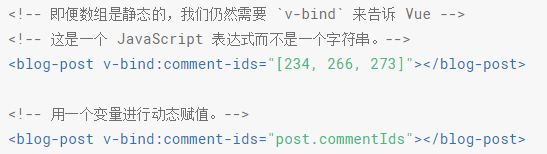 <!-- 即便数组是静态的，我们仍然需要 `v-bind` 来告诉 Vue -->
<!-- 这是一个 JavaScript 表达式而不是一个字符串。-->
<blog-post v-bind:comment-ids="[234, 266, 273]"></blog-post>

<!-- 用一个变量进行动态赋值。-->
<blog-post v-bind:comment-ids="post.commentIds"></blog-post>